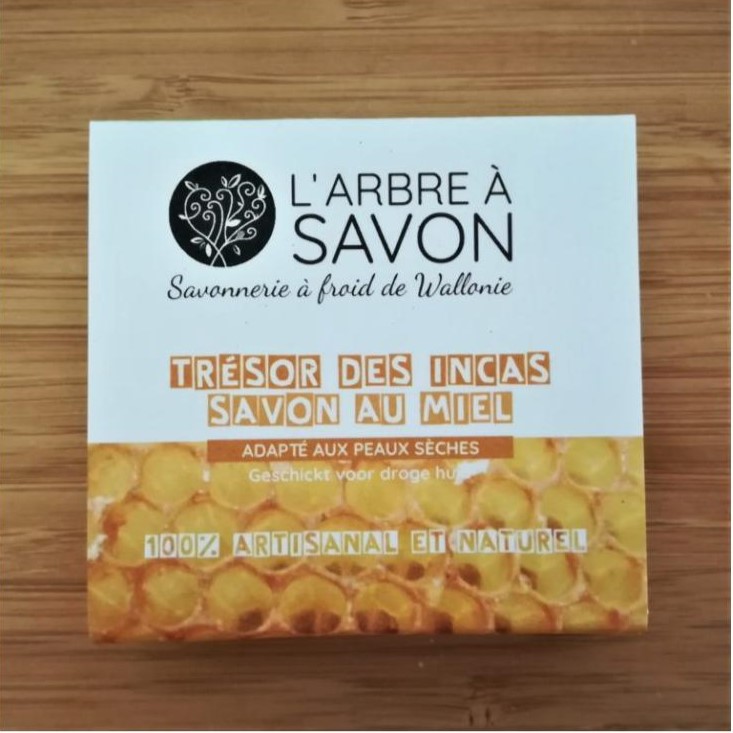 L'ARBRE À
SAVON
Savonnerie à froid de Wallonie
TRÉSOR DES INCAS
SAVON AU MIEL
ADAPTÉ AUX PEAUX SÈCHES
Geschickt voor droge
100% ARTISANAL ET NATUREL